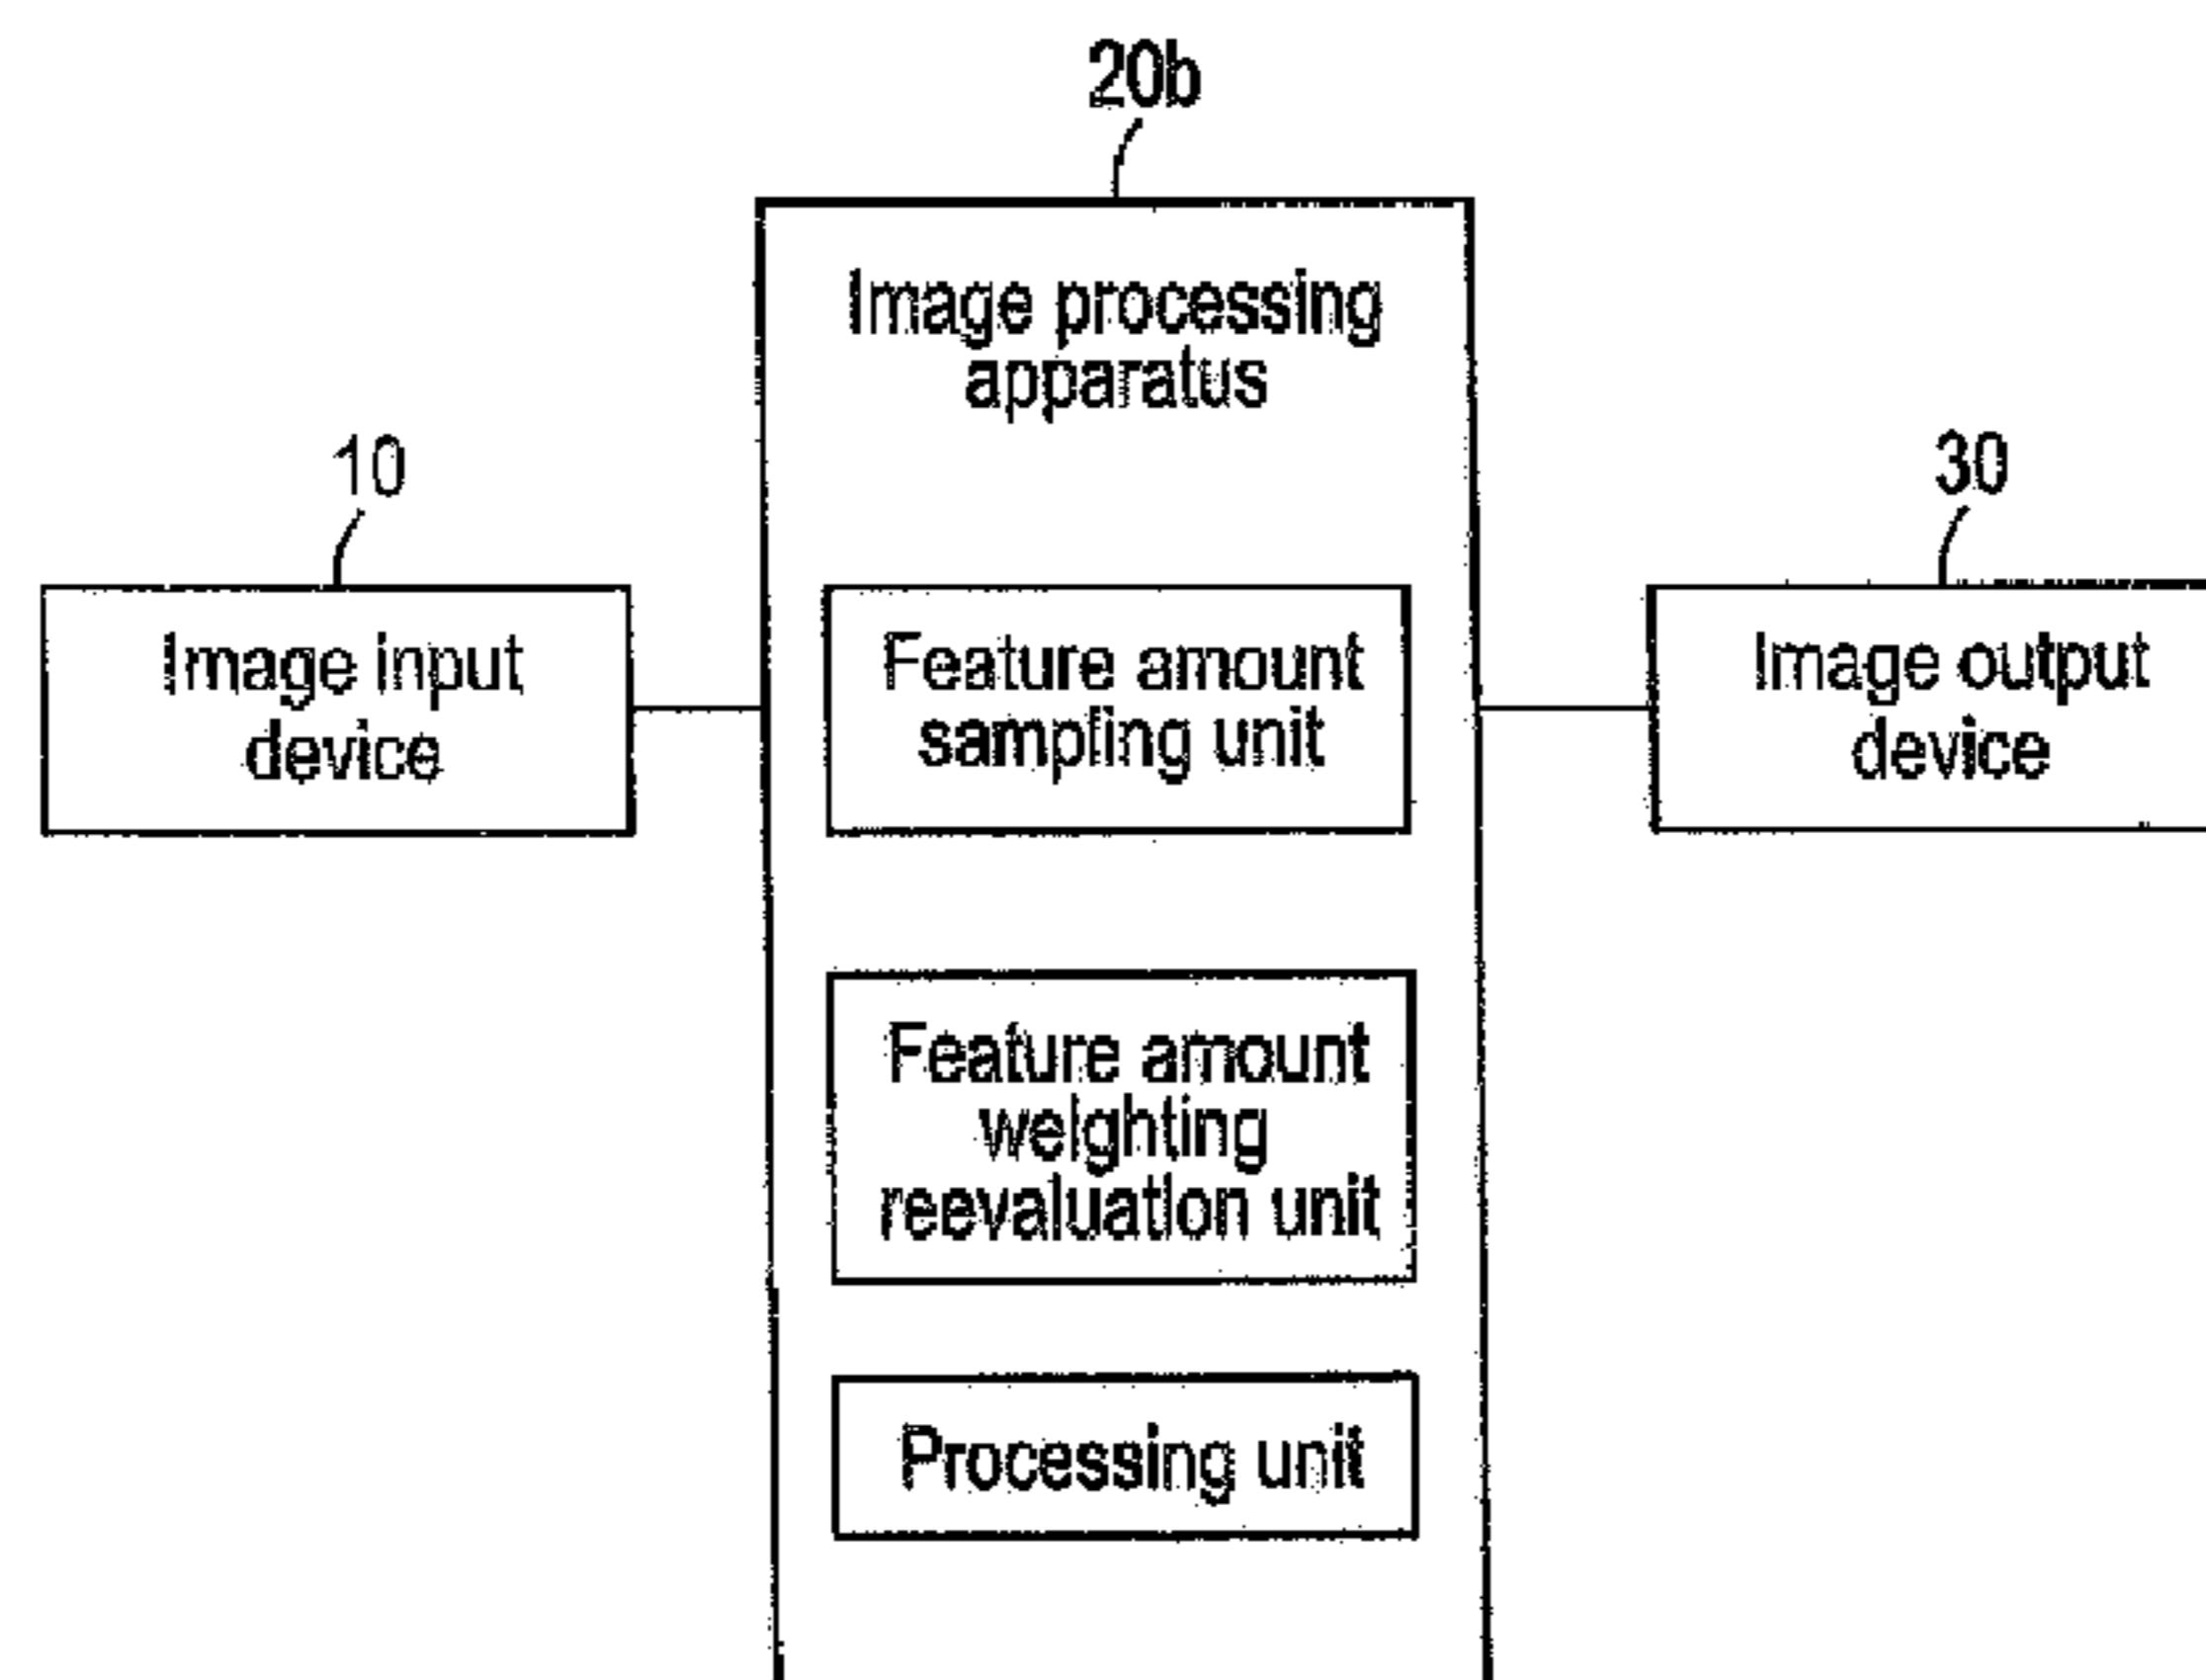 20b
Image processing
apparatus
10
30
Image input
device
Feature amount
sampling unit
Image output
device
Feature amount
weighting
reevaluation unit
Processing unit